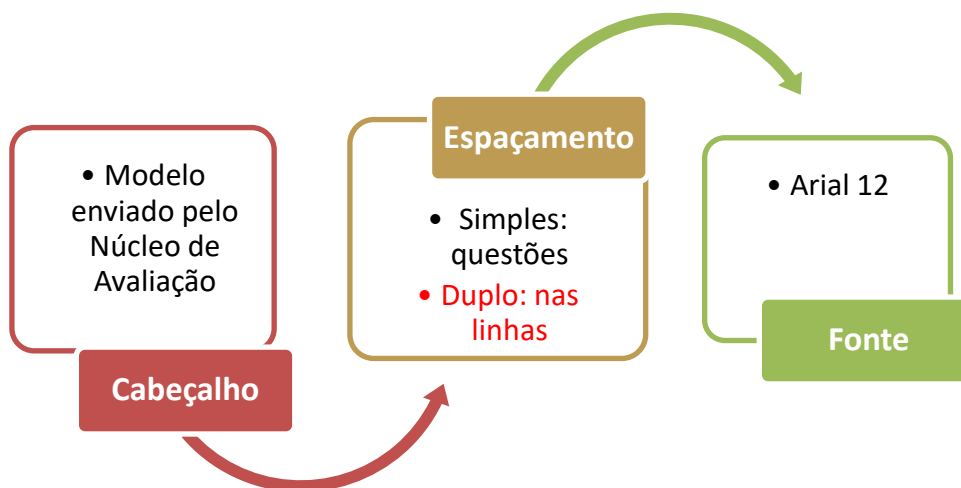 • Modelo
enviado pelo
Núcleo de
Avaliação
Cabeçalho
Espaçamento
• Simples:
questões
• Duplo: nas
linhas
• Arial 12
Fonte